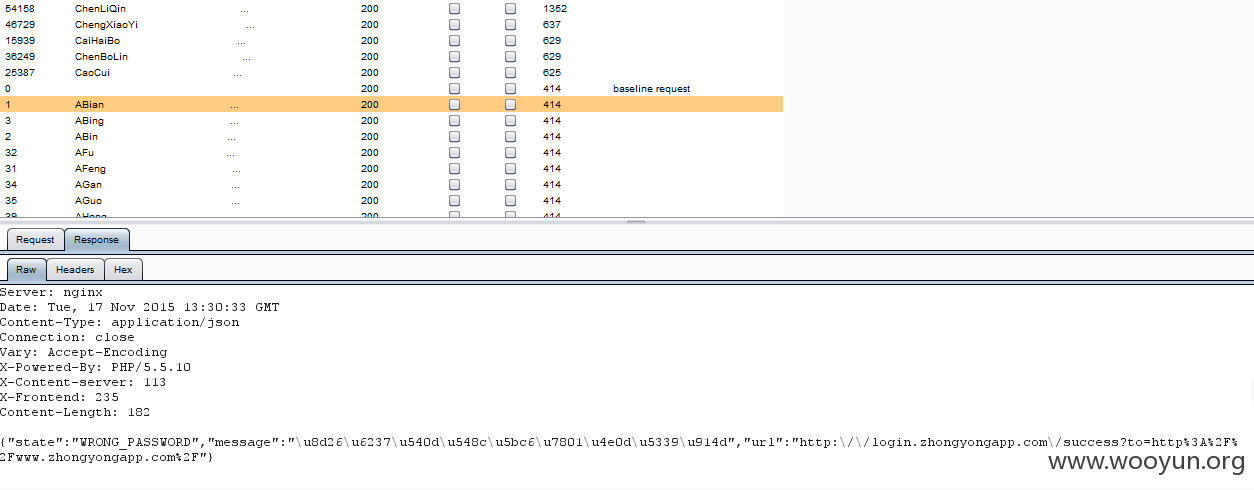 54158 ChenLiQin ... 200 1352
46729 ChengXiaoYi ... 200 637
15939 CaiHaiBo ... 200 629
36249 ChenBoLin ... 200 629
25387 CaoCui ... 200 625
0 200 414 baseline request
1 ABian ... 200 414
3 ABing ... 200 414
2 ABin ... 200 414
32 AFu ... 200 414
31 AFeng ... 200 414
34 AGan ... 200 414
35 AGuo ... 200 414
39 AHong ... 200 414
Request Response
Raw Headers Hex
Server: nginx
Date: Tue, 17 Nov 2015 13:30:33 GMT
Content-Type: application/json
Connection: close
Vary: Accept-Encoding
X-Powered-By: PHP/5.5.10
X-Content-server: 113
X-Frontend: 235
Content-Length: 182
{"state":"WRONG_PASSWORD","message":"\u8d26\u6237\u540d\u548c\u5bc6\u7801\u4e0d\u5339\u914d","url":"http:\/\/login.zhongyongapp.com\/success?to=http%3A%2F%
2Fwww.zhongyongapp.com%2F"}
www.wooyun.org